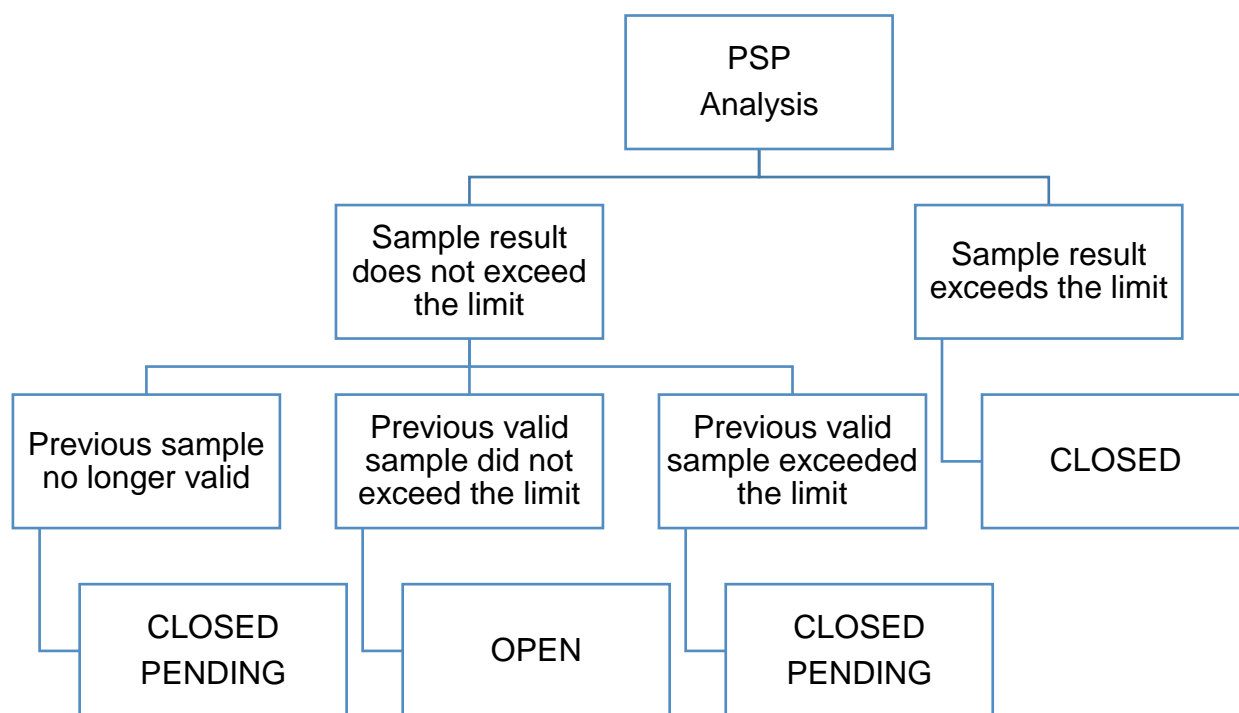 PSP
Analysis
Sample result
does not exceed
the limit
Sample result
exceeds the limit
Previous sample
no longer valid
Previous valid
sample did not
exceed the limit
Previous valid
sample exceeded
the limit
CLOSED
CLOSED
PENDING
OPEN
CLOSED
PENDING